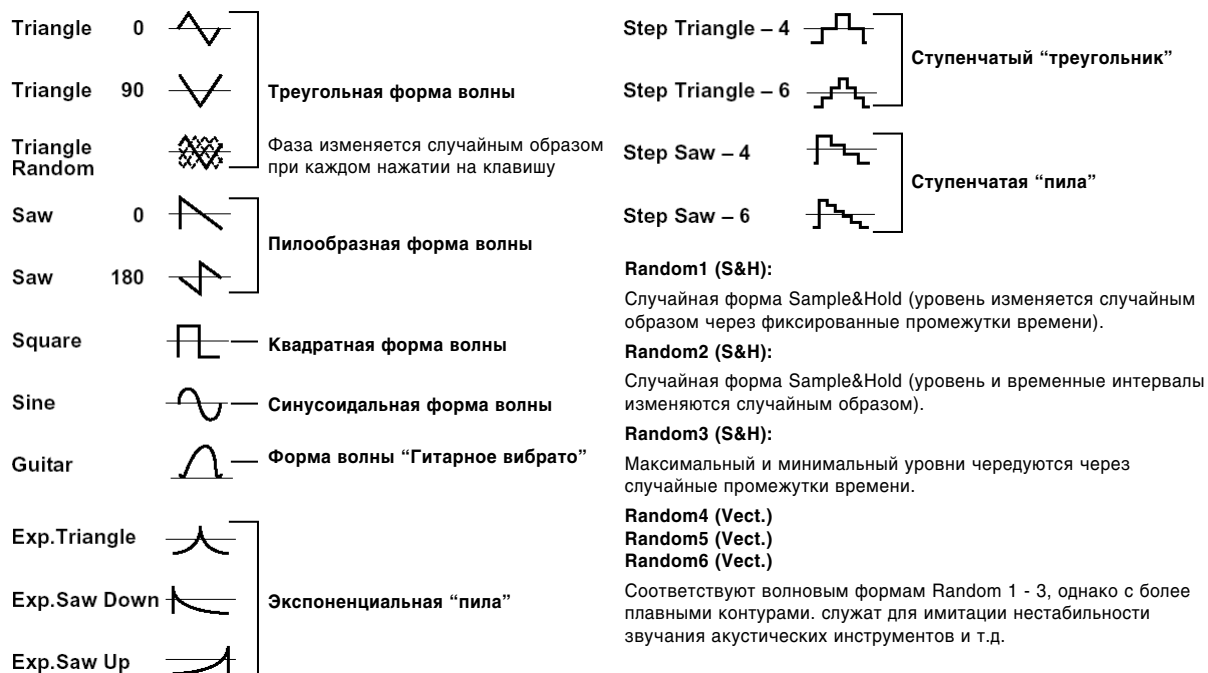 Triangle 0
Triangle 90
Треугольная форма волны
Triangle
Random
Фаза изменяется случайным образом
при каждом нажатии на клавишу
Saw 0
Пилообразная форма волны
Saw 180
Square
Квадратная форма волны
Sine
Синусоидальная форма волны
Guitar
Форма волны “Гитарное вибрато”
Exp.Triangle
Exp.Saw Down
Экспоненциальная “пила”
Exp.Saw Up
Step Triangle – 4
Ступенчатый “треугольник”
Step Triangle – 6
Step Saw – 4
Ступенчатая “пила”
Step Saw – 6
Random1 (S&H):
Случайная форма Sample&Hold (уровень изменяется случайным
образом через фиксированные промежутки времени).
Random2 (S&H):
Случайная форма Sample&Hold (уровень и временные интервалы
изменяются случайным образом).
Random3 (S&H):
Максимальный и минимальный уровни чередуются через
случайные промежутки времени.
Random4 (Vect.)
Random5 (Vect.)
Random6 (Vect.)
Соответствуют волновым формам Random 1 - 3, однако с более
плавными контурами. служат для имитации нестабильности
звучания акустических инструментов и т.д.